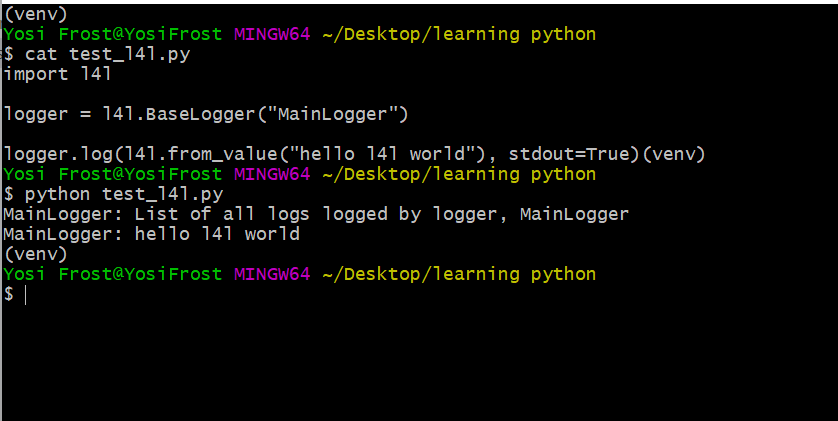 (venv)
Yosi Frost@YosiFrost MINGW64 ~/Desktop/learning python
$ cat test_l4l.py
import l4l
logger = l4l.BaseLogger("MainLogger")
logger.log(l4l.from_value("hello l4l world"), stdout=True)(venv)
Yosi Frost@YosiFrost MINGW64 ~/Desktop/learning python
$ python test_l4l.py
MainLogger: List of all logs logged by logger, MainLogger
MainLogger: hello l4l world
(venv)
Yosi Frost@YosiFrost MINGW64 ~/Desktop/learning python
$